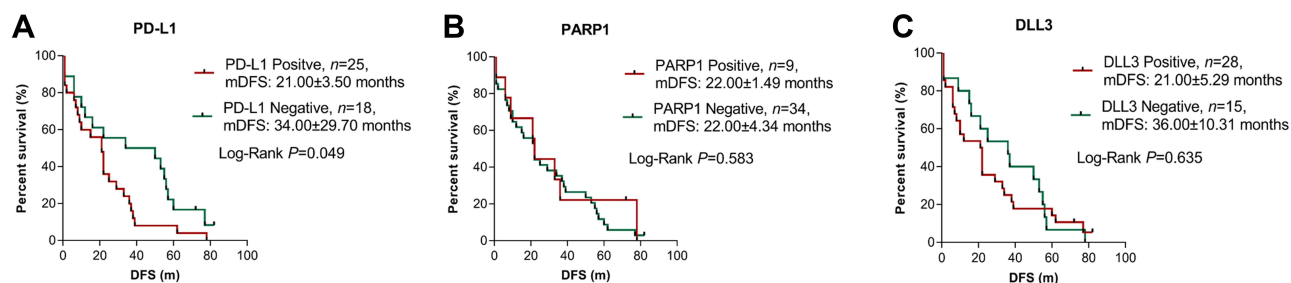 A
PD-L1
Percent survival (%)
100
80
60
40
20
0
0 20 40 60 80 100
DFS (m)
PD-L1 Positive, n=25,
mDFS: 21.00±3.50 months
PD-L1 Negative, n=18,
mDFS: 34.00±29.70 months
Log-Rank P=0.049
B
PARP1
Percent survival (%)
100
80
60
40
20
0
0 20 40 60 80 100
DFS (m)
PARP1 Positive, n=9,
mDFS: 22.00±1.49 months
PARP1 Negative, n=34,
mDFS: 22.00±4.34 months
Log-Rank P=0.583
C
DLL3
Percent survival (%)
100
80
60
40
20
0
0 20 40 60 80 100
DFS (m)
DLL3 Positive, n=28,
mDFS: 21.00±5.29 months
DLL3 Negative, n=15,
mDFS: 36.00±10.31 months
Log-Rank P=0.635